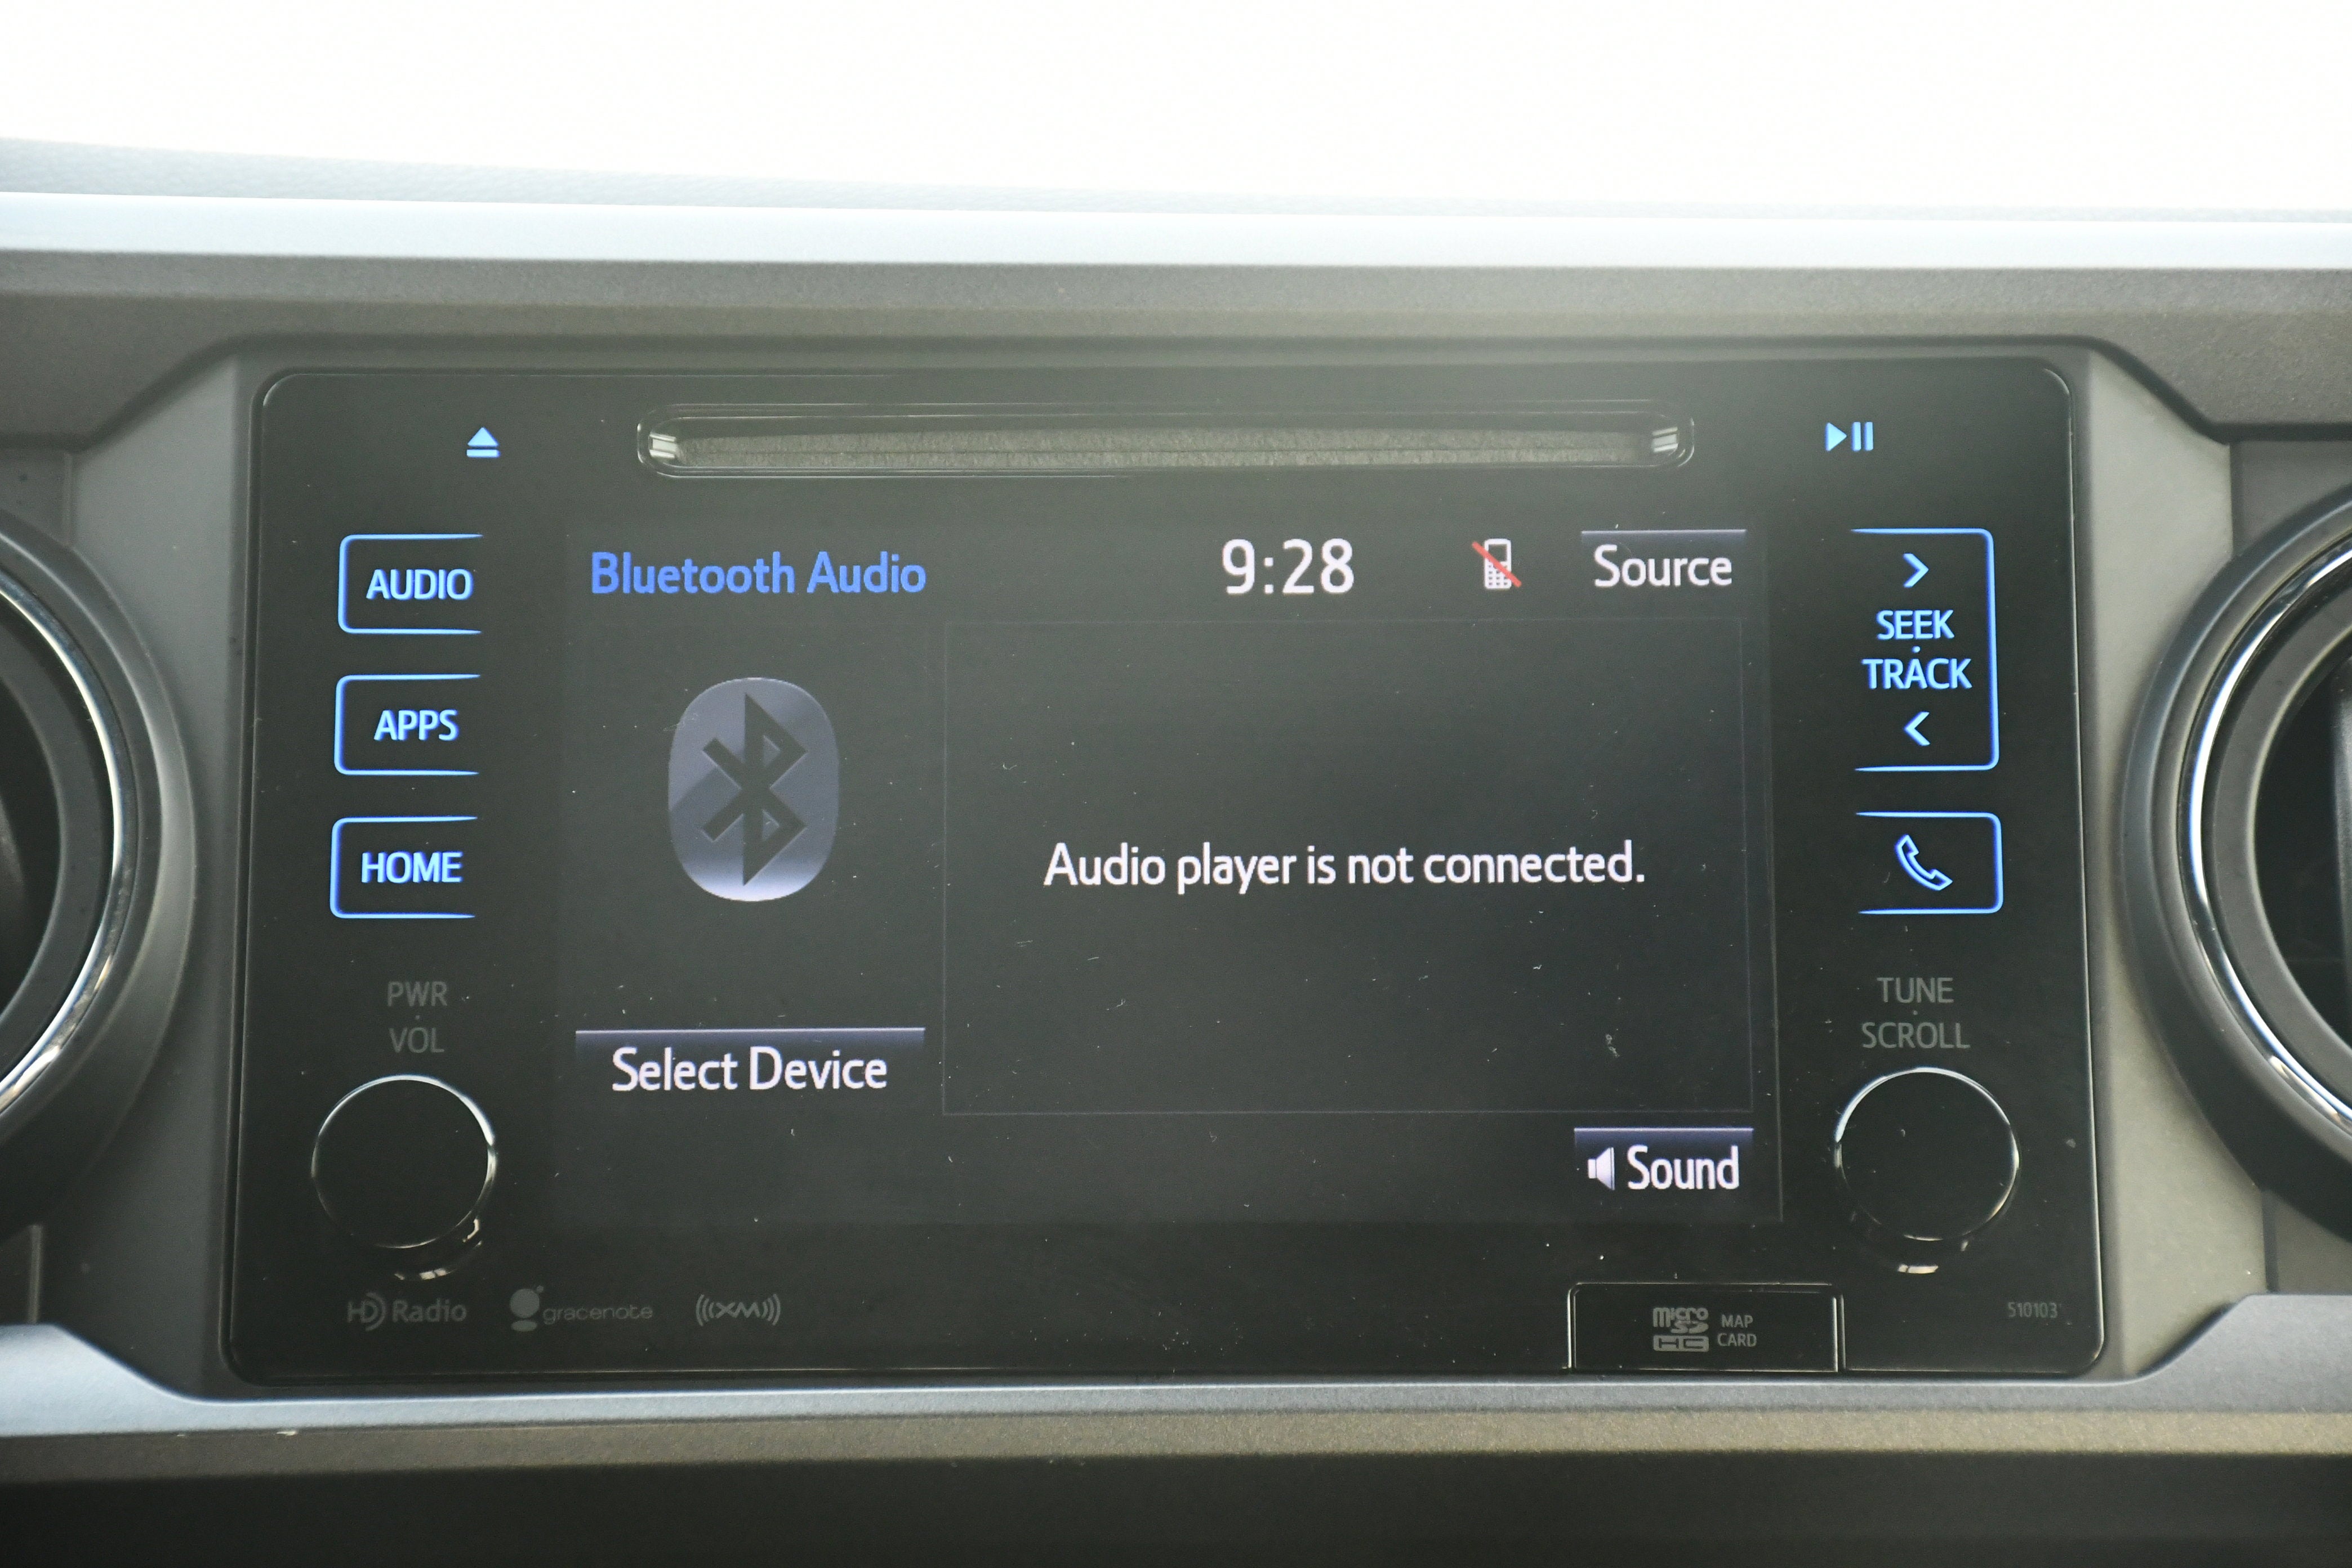 AUDIO
APPS
HOME
PWR
VOL
Bluetooth Audio
9:28
Source
Audio player is not connected.
Select Device
Sound
SEEK
TRACK
TUNE
SCROLL
HD Radio
gracenote
((XM))
micro
SD
HC
MAP
CARD
510103